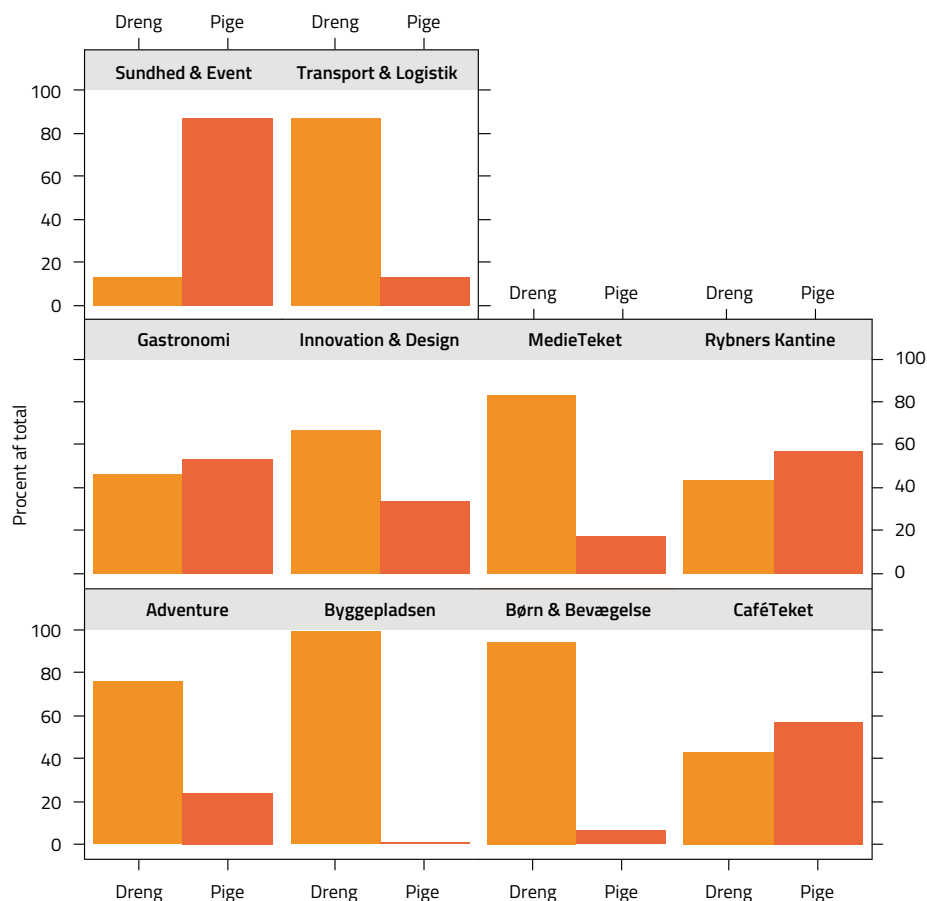 Dreng Pige Dreng Pige
Sundhed & Event Transport & Logistik
100
80
60
40
20
0
Dreng Pige Dreng Pige
Gastronomi Innovation & Design MedieTeket Rybners Kantine
100
80
60
40
20
0
Procent af total
Adventure Byggepladsen Børn & Bevægelse CaféTeket
100
80
60
40
20
0
Dreng Pige Dreng Pige Dreng Pige Dreng Pige